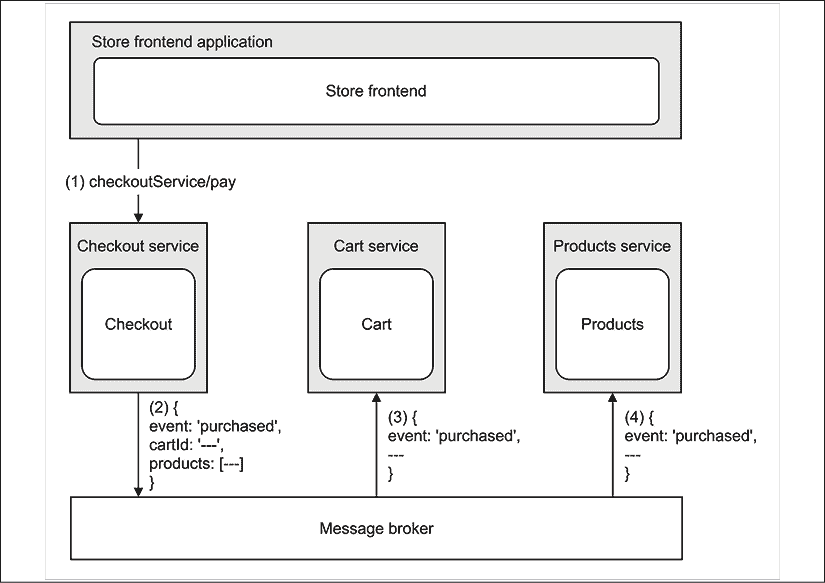 Store frontend application
Store frontend
(1) checkoutService/pay
Checkout service
Checkout
Cart service
Cart
Products service
Products
(2) {
event: 'purchased',
cartId: '---',
products: [---]
}
(3) {
event: 'purchased',
---
}
(4) {
event: 'purchased',
---
}
Message broker